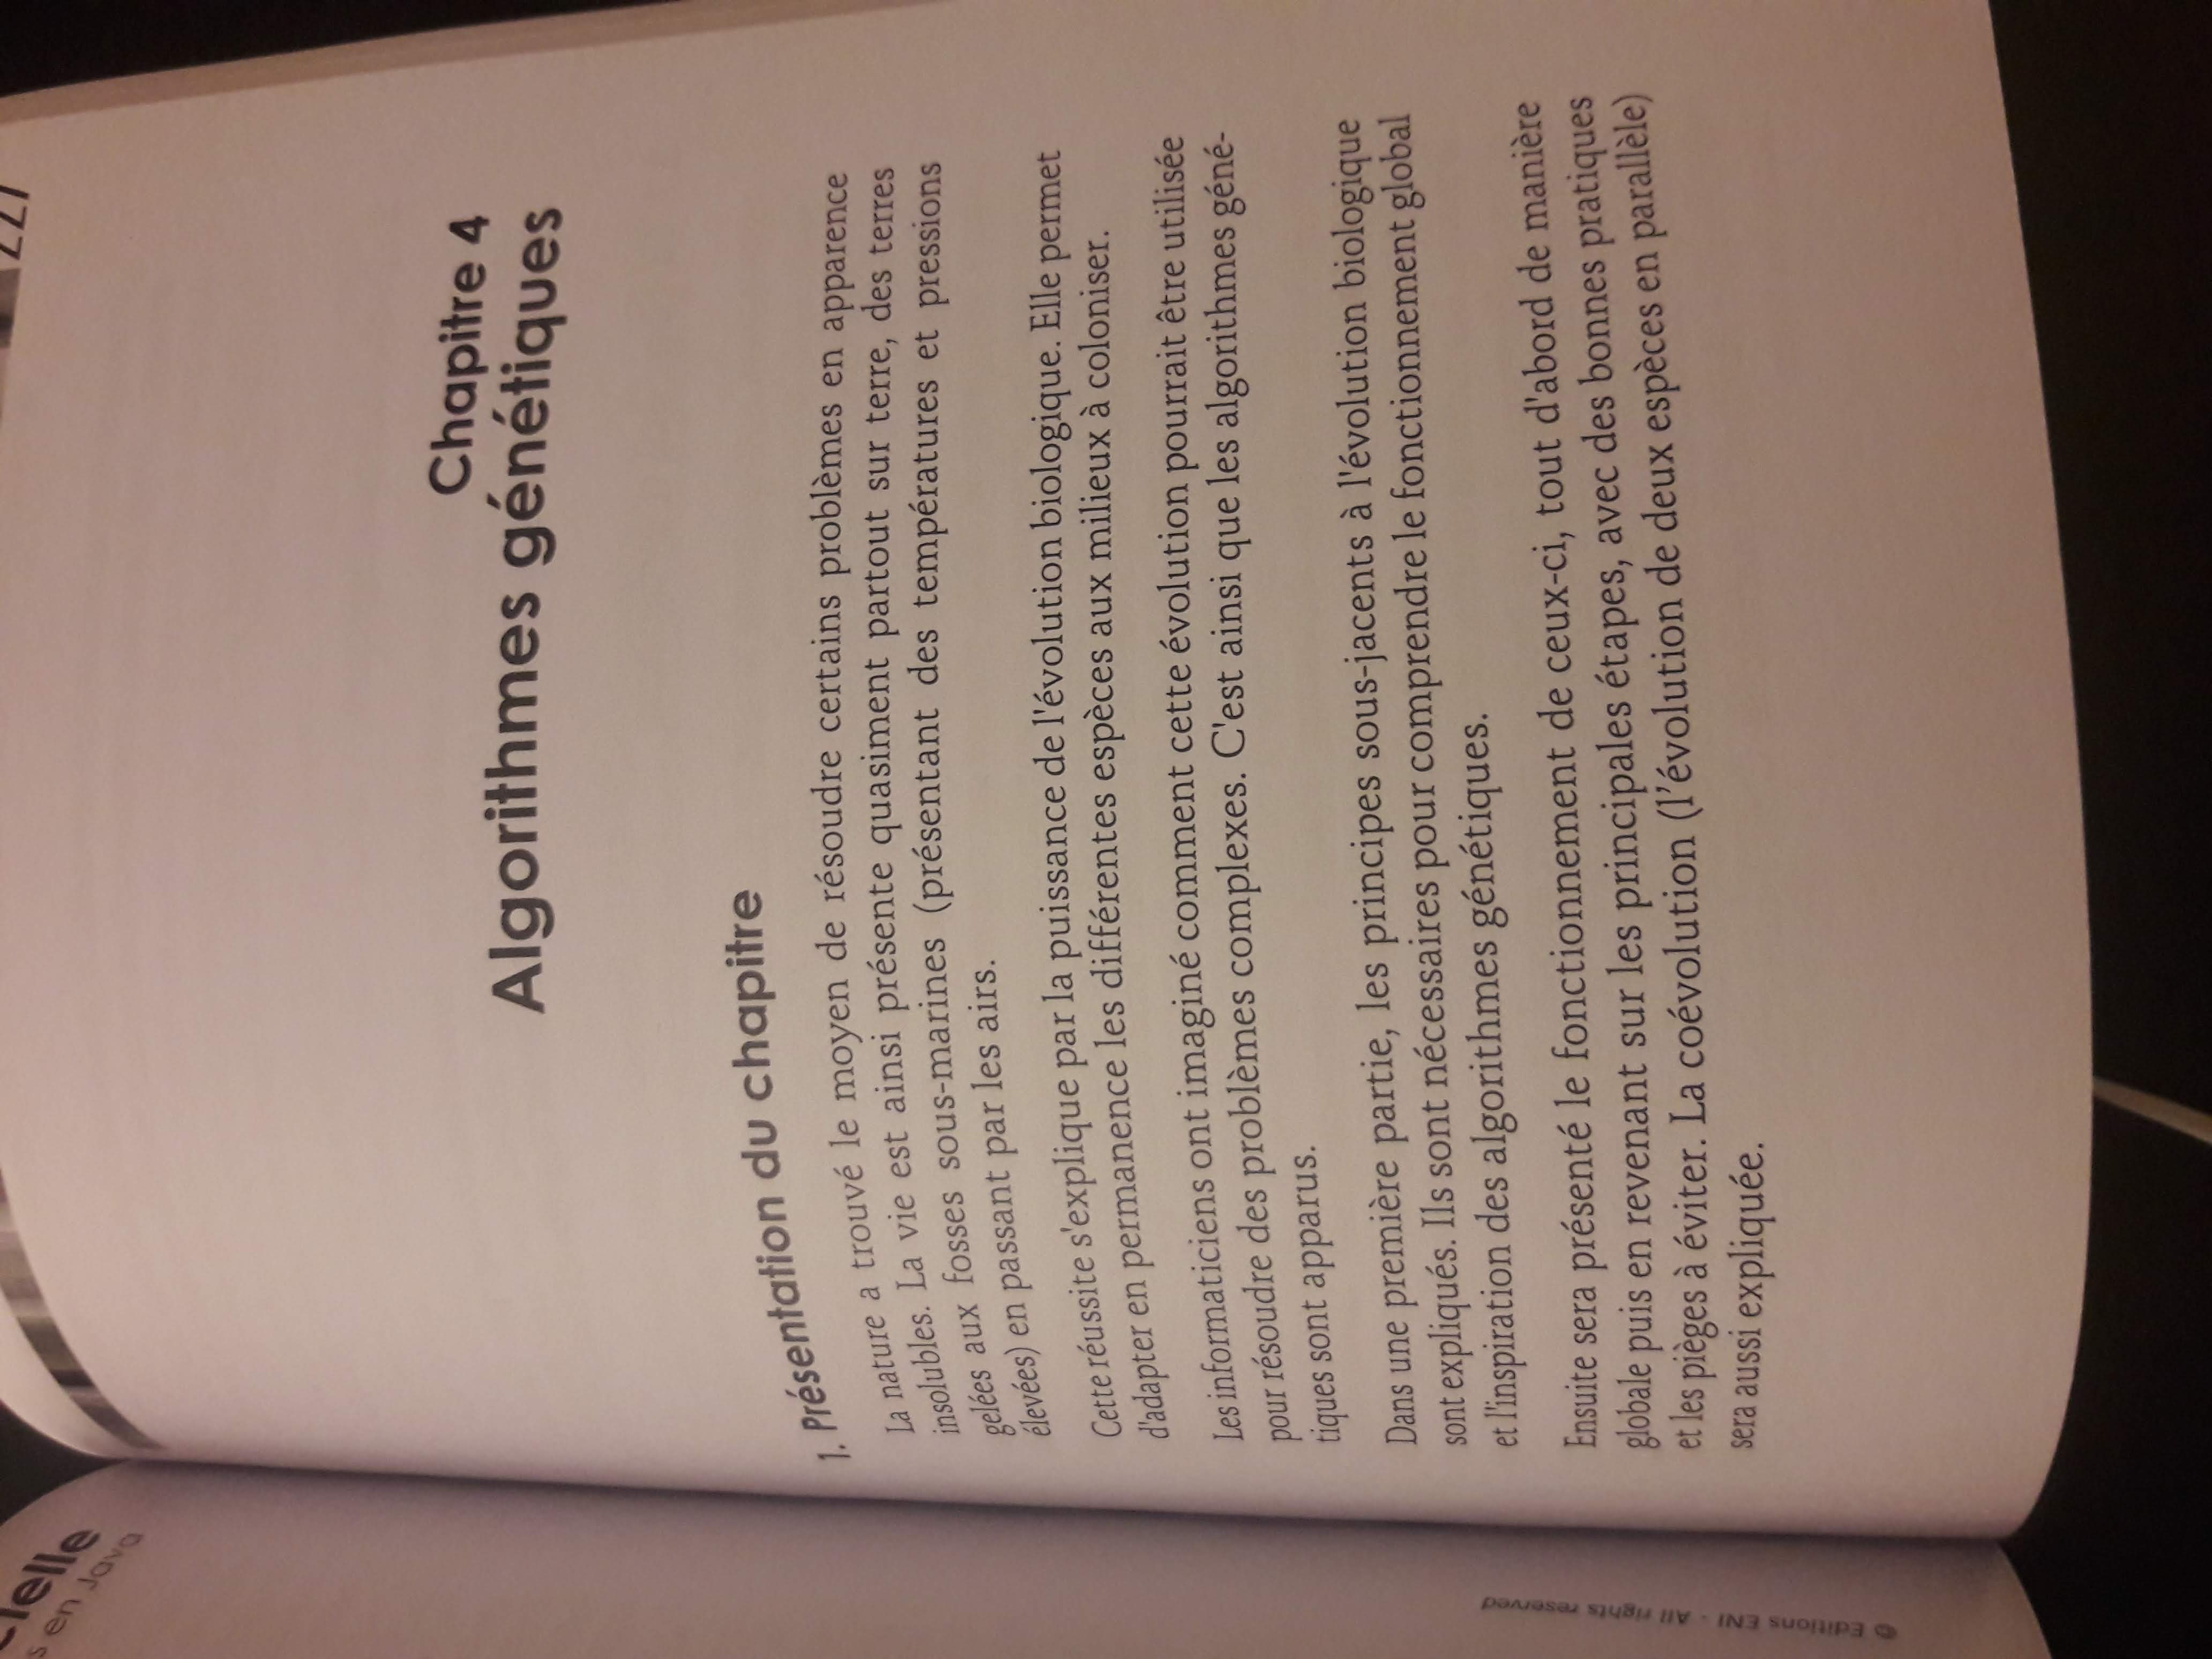 en Java
227
Chapitre 4
Algorithmes génétiques
1. Présentation du chapitre
La nature a trouvé le moyen de résoudre certains problèmes en apparence
insolubles. La vie est ainsi présente quasiment partout sur terre, des terres
gelées aux fosses sous-marines (présentant des températures et pressions
élevées) en passant par les airs.
Cette réussite s'explique par la puissance de l'évolution biologique. Elle permet
d'adapter en permanence les différentes espèces aux milieux à coloniser.
Les informaticiens ont imaginé comment cette évolution pourrait être utilisée
pour résoudre des problèmes complexes. C'est ainsi que les algorithmes géné-
tiques sont apparus.
Dans une première partie, les principes sous-jacents à l'évolution biologique
sont expliqués. Ils sont nécessaires pour comprendre le fonctionnement global
et l'inspiration des algorithmes génétiques.
Ensuite sera présenté le fonctionnement de ceux-ci, tout d'abord de manière
globale puis en revenant sur les principales étapes, avec des bonnes pratiques
et les pièges à éviter. La coévolution (l’évolution de deux espèces en parallèle)
sera aussi expliquée.
© Editions ENI - All rights reserved